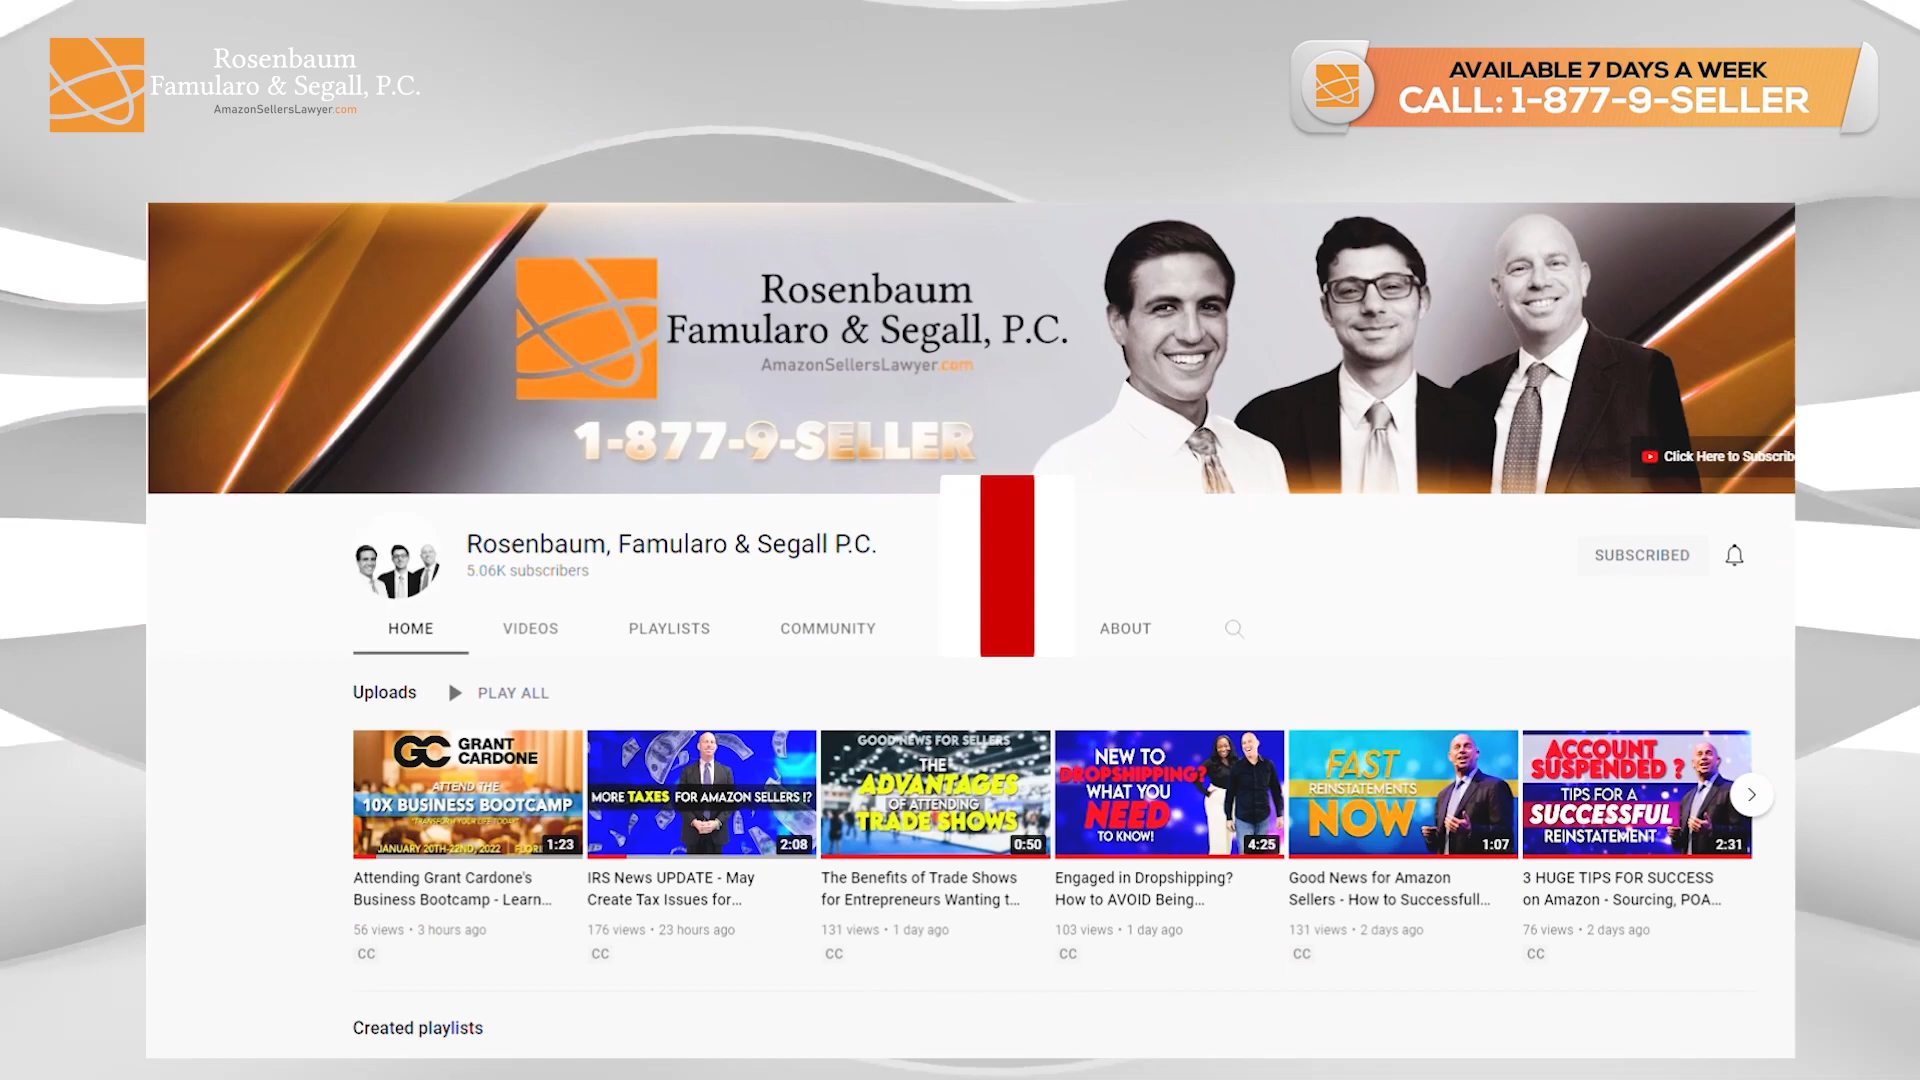 Rosenbaum
Famularo & Segall, P.C.
AmazonSellersLawyer.com
AVAILABLE 7 DAYS A WEEK
CALL: 1-877-9-SELLER
Rosenbaum
Famularo & Segall, P.C.
AmazonSellersLawyer.com
1-877-9-SELLER
Click Here to Subscrib
Rosenbaum, Famularo & Segall P.C.
5.06K subscribers
SUBSCRIBED
HOME VIDEOS PLAYLISTS COMMUNITY ABOUT
Uploads PLAY ALL
GC GRANT CARDONE
ATTEND THE
10X BUSINESS BOOTCAMP
"TRANSFORM YOUR LIFE TODAY"
JANUARY 20TH-22ND, 2022 | FLORI
1:23
MORE TAXES FOR AMAZON SELLERS !?
2:08
GOOD NEWS FOR SELLERS
THE
ADVANTAGES
OF ATTENDING
TRADE SHOWS
0:50
NEW TO
DROPSHIPPING?
WHAT YOU
NEED
TO KNOW!
4:25
FAST
REINSTATEMENTS
NOW
1:07
ACCOUNT
SUSPENDED ?
TIPS FOR A
SUCCESSFUL
REINSTATEMENT
2:31
Attending Grant Cardone's
Business Bootcamp - Learn...
56 views • 3 hours ago
CC
IRS News UPDATE - May
Create Tax Issues for...
176 views • 23 hours ago
CC
The Benefits of Trade Shows
for Entrepreneurs Wanting t...
131 views • 1 day ago
CC
Engaged in Dropshipping?
How to AVOID Being...
103 views • 1 day ago
CC
Good News for Amazon
Sellers - How to Successfull...
131 views • 2 days ago
CC
3 HUGE TIPS FOR SUCCESS
on Amazon - Sourcing, POA...
76 views • 2 days ago
CC
Created playlists